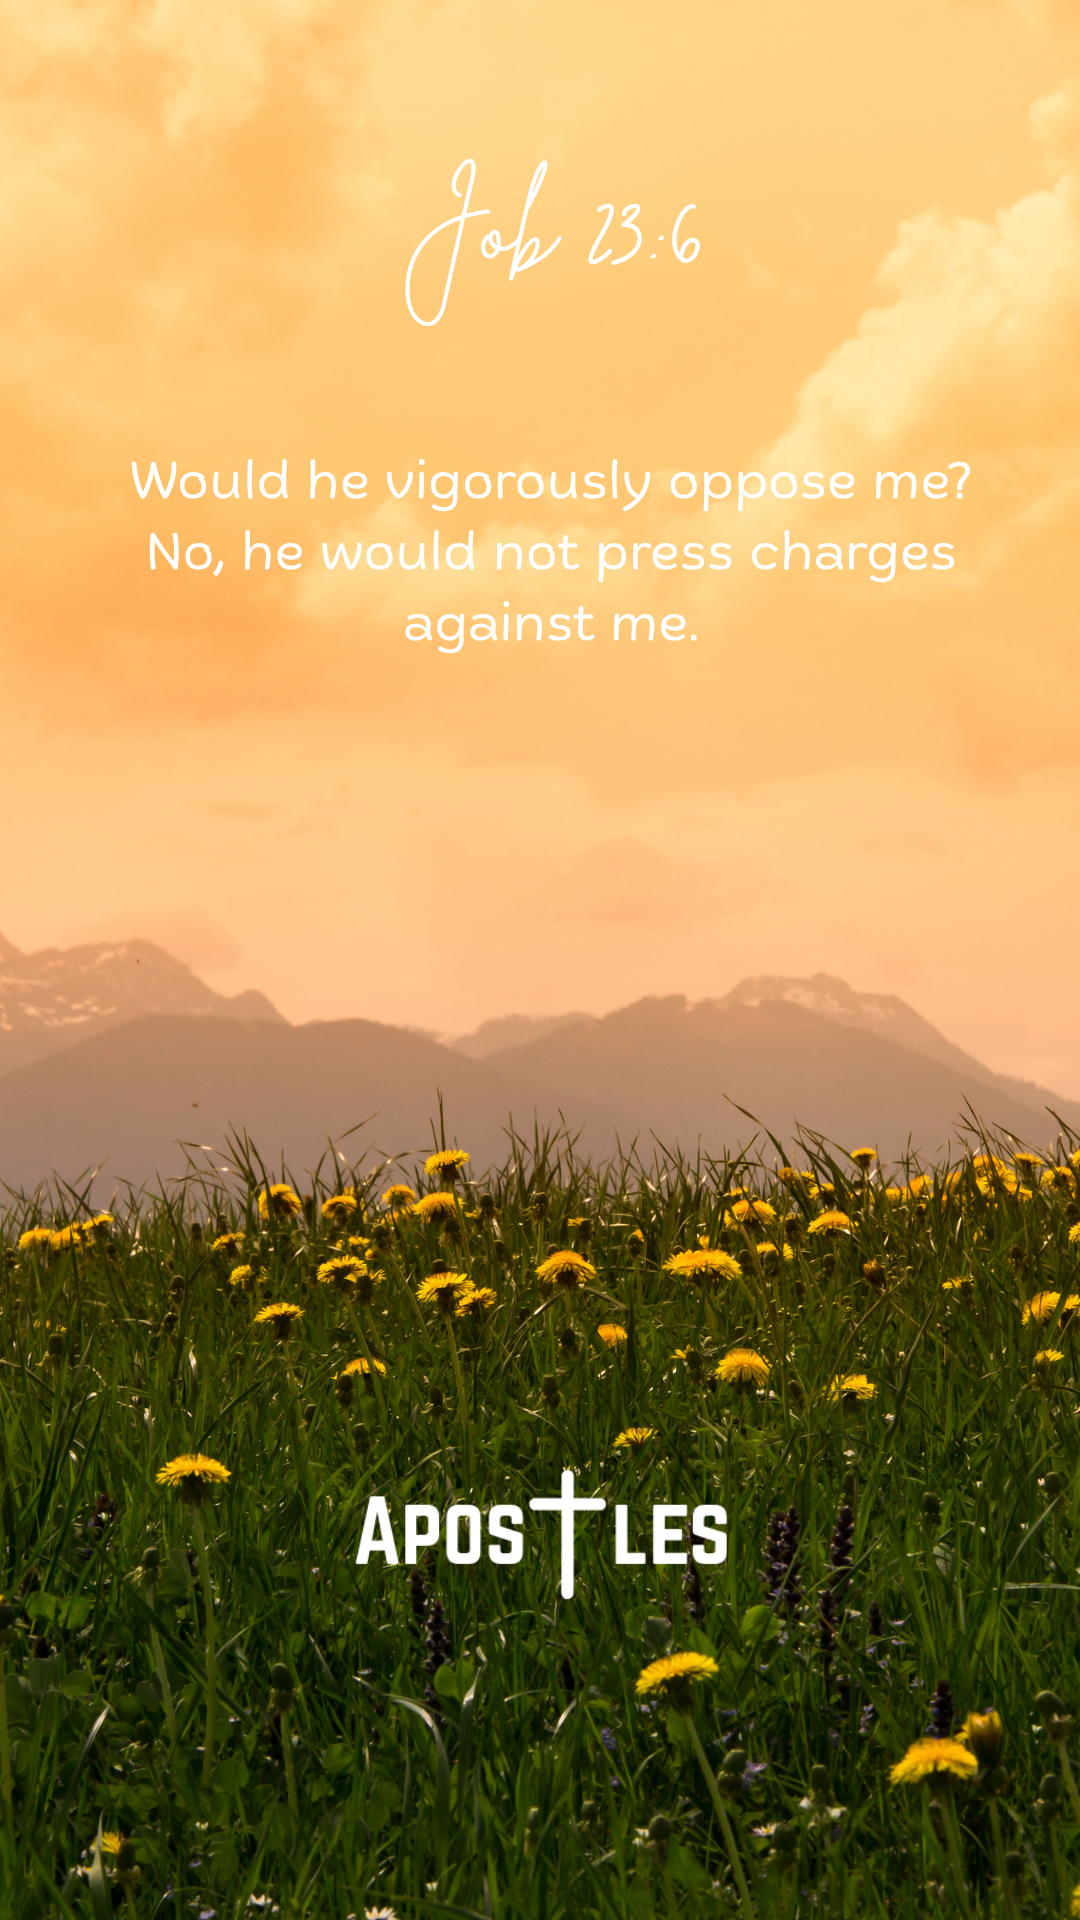 Job 23:6
Would he vigorously oppose me?
No, he would not press charges
against me.
APOSTLES